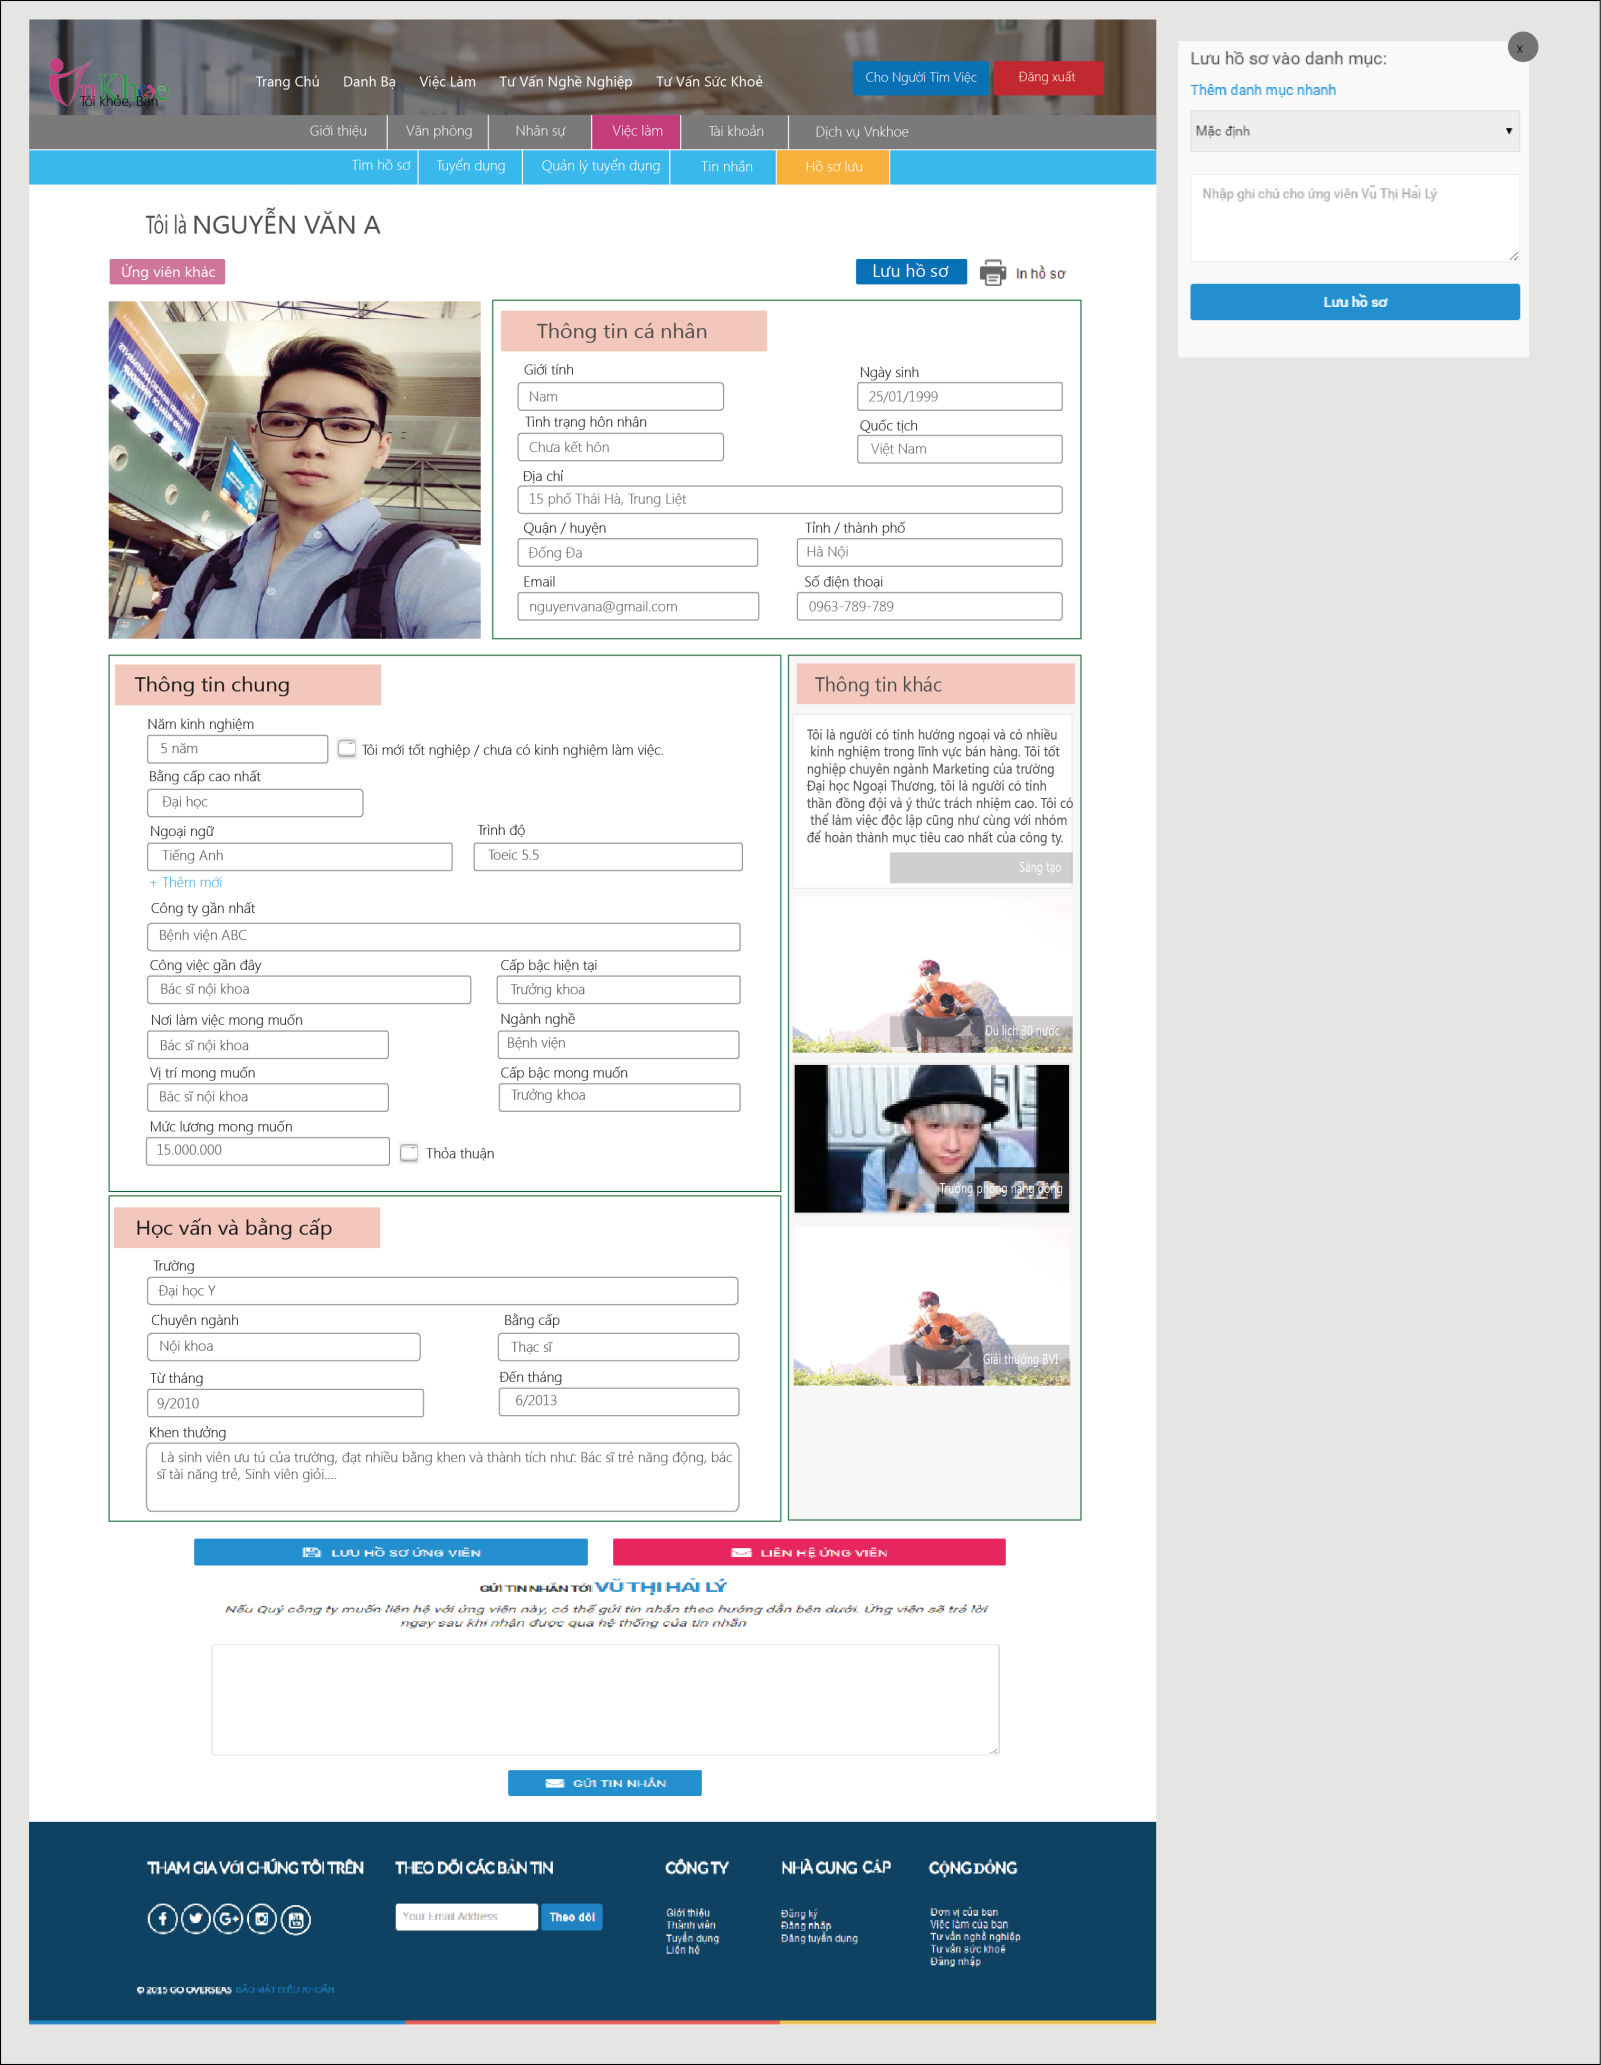 VnKhoe
Tôi khỏe, Bạn
Trang Chủ
Danh Bạ
Việc Làm
Tư Vấn Nghề Nghiệp
Tư Vấn Sức Khoẻ
Cho Người Tìm Việc
Đăng xuất
Giới thiệu
Văn phòng
Nhân sự
Việc làm
Tài khoản
Dịch vụ Vnkhoe
Tìm hồ sơ
Tuyển dụng
Quản lý tuyển dụng
Tin nhắn
Hồ sơ lưu
Tôi là NGUYỄN VĂN A
Ứng viên khác
Lưu hồ sơ
In hồ sơ
Thông tin cá nhân
Giới tính
Ngày sinh
Nam
25/01/1999
Tình trạng hôn nhân
Quốc tịch
Chưa kết hôn
Việt Nam
Địa chỉ
15 phố Thái Hà, Trung Liệt
Quận / huyện
Tỉnh / thành phố
Đống Đa
Hà Nội
Email
Số điện thoại
nguyenvana@gmail.com
0963-789-789
Thông tin chung
Năm kinh nghiệm
5 năm
Tôi mới tốt nghiệp / chưa có kinh nghiệm làm việc.
Bằng cấp cao nhất
Đại học
Ngoại ngữ
Trình độ
Tiếng Anh
Toeic 5.5
+ Thêm mới
Công ty gần nhất
Bệnh viện ABC
Công việc gần đây
Cấp bậc hiện tại
Bác sĩ nội khoa
Trưởng khoa
Nơi làm việc mong muốn
Ngành nghề
Bác sĩ nội khoa
Bệnh viện
Vị trí mong muốn
Cấp bậc mong muốn
Bác sĩ nội khoa
Trưởng khoa
Mức lương mong muốn
15.000.000
Thỏa thuận
Học vấn và bằng cấp
Trường
Đại học Y
Chuyên ngành
Bằng cấp
Nội khoa
Thạc sĩ
Từ tháng
Đến tháng
9/2010
6/2013
Khen thưởng
Là sinh viên ưu tú của trường, đạt nhiều bằng khen và thành tích như: Bác sĩ trẻ năng động, bác
sĩ tài năng trẻ, Sinh viên giỏi....
Thông tin khác
Tôi là người có tính hướng ngoại và có nhiều
kinh nghiệm trong lĩnh vực bán hàng. Tôi tốt
nghiệp chuyên ngành Marketing của trường
Đại học Ngoại Thương, tôi là người có tinh
thần đồng đội và ý thức trách nhiệm cao. Tôi có
thể làm việc độc lập cũng như cùng với nhóm
để hoàn thành mục tiêu cao nhất của công ty.
Sáng tạo
Du lịch 30 nước
Trưởng phòng năng động
2:21
Giải thưởng BVI
LƯU HỒ SƠ ỨNG VIÊN
LIÊN HỆ ỨNG VIÊN
GỬI TIN NHẮN TỚI VŨ THỊ HẢI LÝ
Nếu Quý công ty muốn liên hệ với ứng viên này, có thể gửi tin nhắn theo hướng dẫn bên dưới. Ứng viên sẽ trả lời
ngay sau khi nhận được qua hệ thống của tin nhắn
GỬI TIN NHẮN
THAM GIA VỚI CHÚNG TÔI TRÊN
THEO DÕI CÁC BẢN TIN
Your Email Address
Theo dõi
CÔNG TY
Giới thiệu
Thành viên
Tuyển dụng
Liên hệ
NHÀ CUNG CẤP
Đăng ký
Đăng nhập
Đăng tuyển dụng
CỘNG ĐỒNG
Đơn vị của bạn
Việc làm của bạn
Tư vấn nghề nghiệp
Tư vấn sức khoẻ
Đăng nhập
© 2015 GO OVERSEAS BẢO MẬT ĐIỀU KHOẢN
x
Lưu hồ sơ vào danh mục:
Thêm danh mục nhanh
Mặc định
Nhập ghi chú cho ứng viên Vũ Thị Hải Lý
Lưu hồ sơ